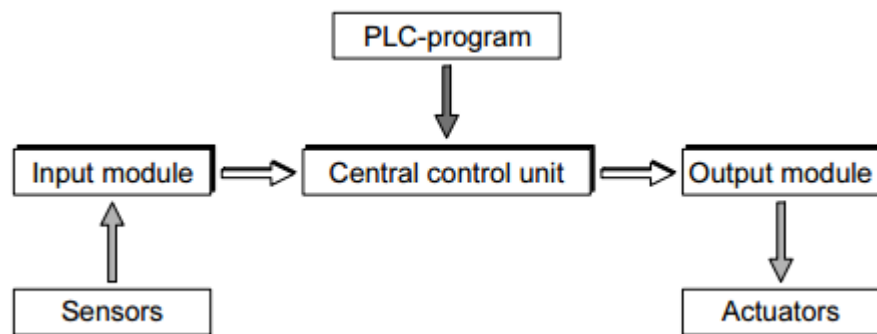 PLC-program
Input module
Central control unit
Output module
Sensors
Actuators